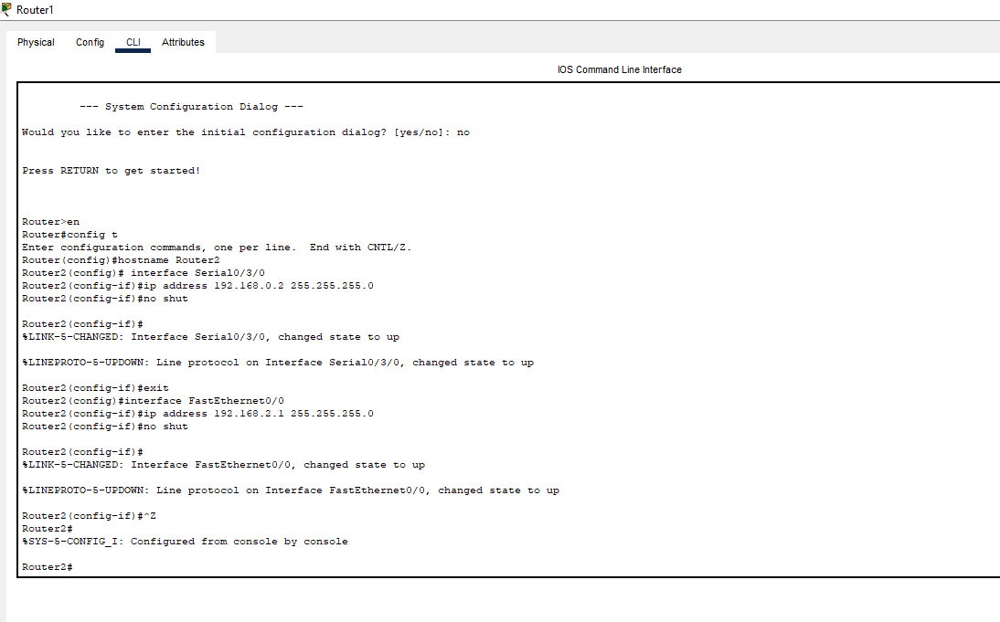 Router1
Physical Config CLI Attributes
IOS Command Line Interface
--- System Configuration Dialog ---
Would you like to enter the initial configuration dialog? [yes/no]: no
Press RETURN to get started!
Router>en
Router#config t
Enter configuration commands, one per line.  End with CNTL/Z.
Router(config)#hostname Router2
Router2(config)# interface Serial0/3/0
Router2(config-if)#ip address 192.168.0.2 255.255.255.0
Router2(config-if)#no shut
Router2(config-if)#
%LINK-5-CHANGED: Interface Serial0/3/0, changed state to up
%LINEPROTO-5-UPDOWN: Line protocol on Interface Serial0/3/0, changed state to up
Router2(config-if)#exit
Router2(config)#interface FastEthernet0/0
Router2(config-if)#ip address 192.168.2.1 255.255.255.0
Router2(config-if)#no shut
Router2(config-if)#
%LINK-5-CHANGED: Interface FastEthernet0/0, changed state to up
%LINEPROTO-5-UPDOWN: Line protocol on Interface FastEthernet0/0, changed state to up
Router2(config-if)#^Z
Router2#
%SYS-5-CONFIG_I: Configured from console by console
Router2#